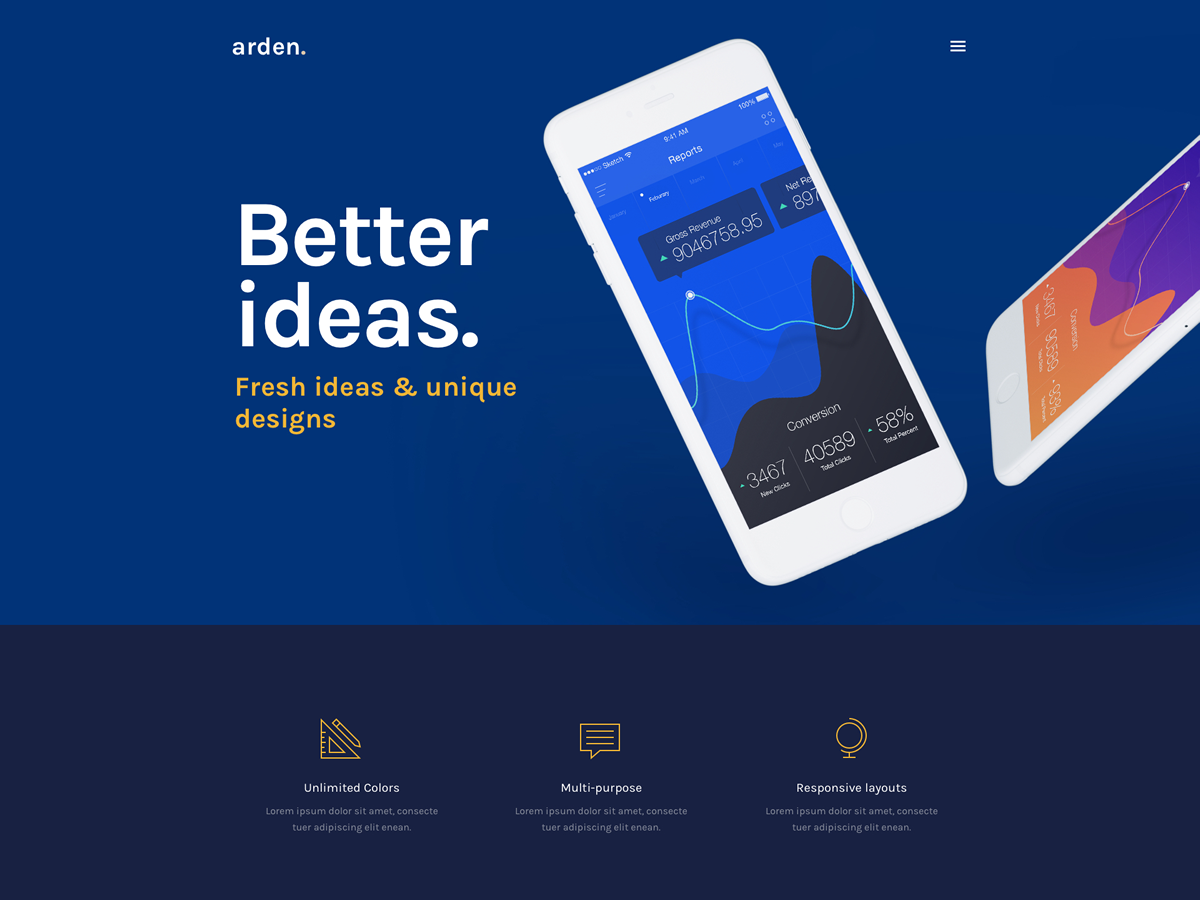 arden.
Better
ideas.
Fresh ideas & unique
designs
Sketch
9:41 AM
100%
Reports
January
February
March
April
Gross Revenue
9046758.95
Net Re
897
Conversion
3467
New Clicks
40589
Total Clicks
58%
Total Percent
Conversion
Unlimited Colors
Lorem ipsum dolor sit amet, consecte
tuer adipiscing elit enean.
Multi-purpose
Lorem ipsum dolor sit amet, consecte
tuer adipiscing elit enean.
Responsive layouts
Lorem ipsum dolor sit amet, consecte
tuer adipiscing elit enean.